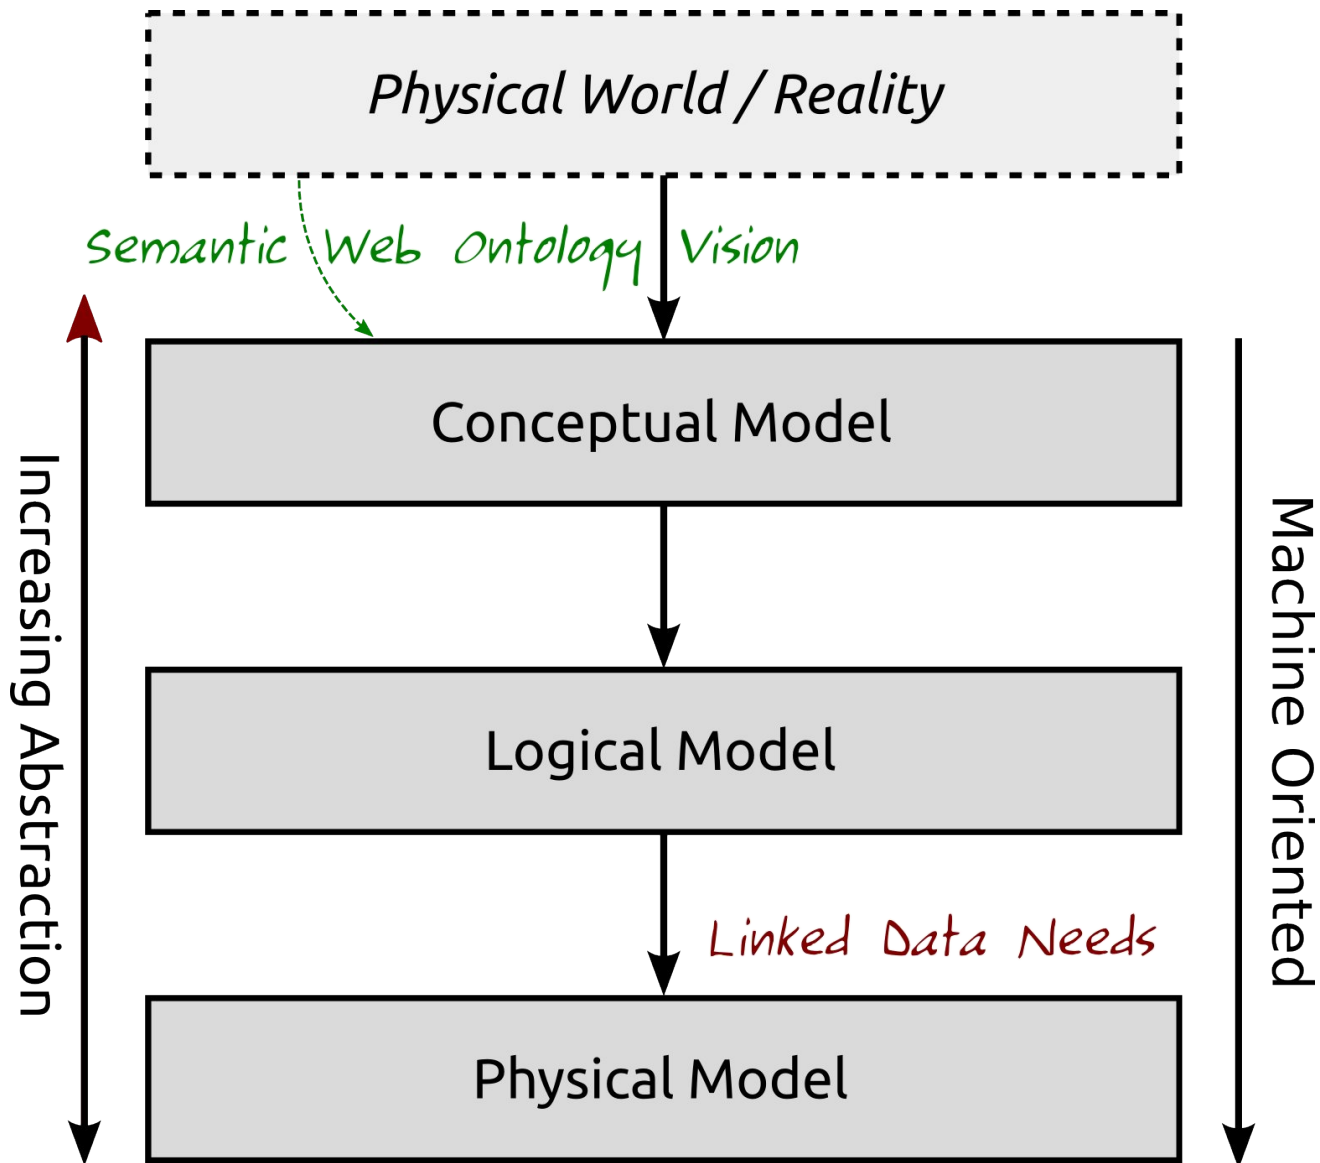 Physical World / Reality
Semantic Web Ontology Vision
Conceptual Model
Increasing Abstraction
Machine Oriented
Logical Model
Linked Data Needs
Physical Model